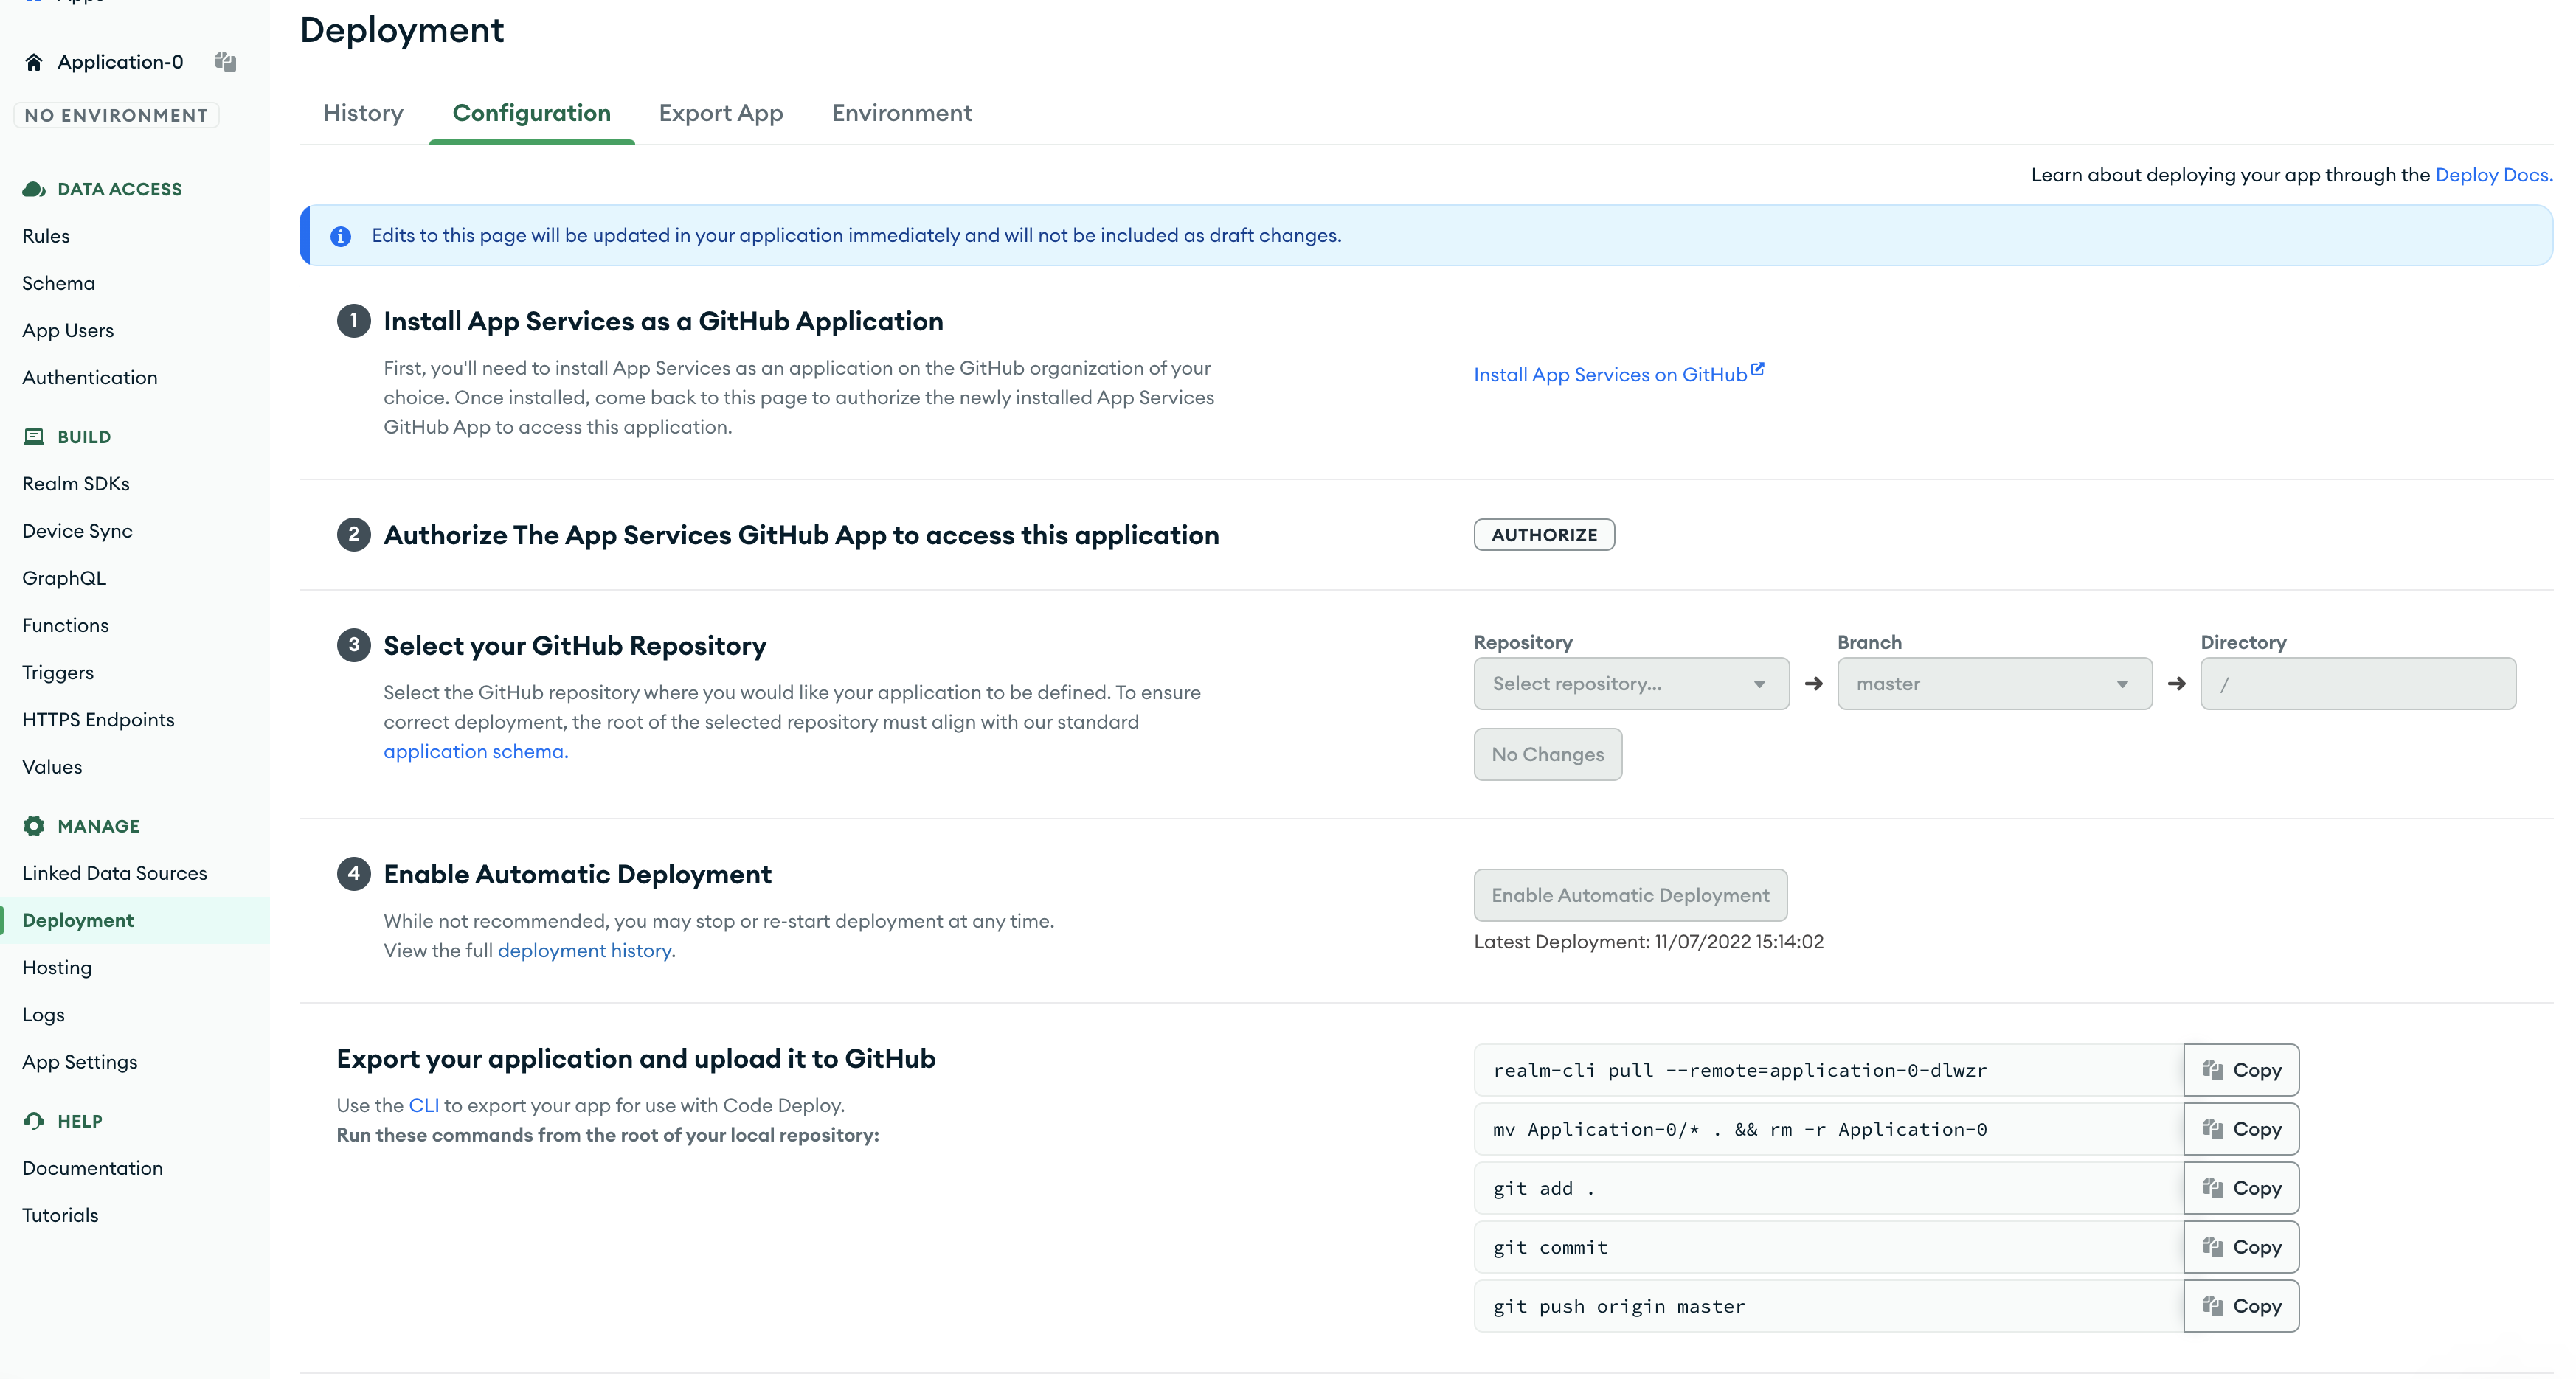 Apps
Application-0
NO ENVIRONMENT
DATA ACCESS
Rules
Schema
App Users
Authentication
BUILD
Realm SDKs
Device Sync
GraphQL
Functions
Triggers
HTTPS Endpoints
Values
MANAGE
Linked Data Sources
Deployment
Hosting
Logs
App Settings
HELP
Documentation
Tutorials
Deployment
History
Configuration
Export App
Environment
Learn about deploying your app through the Deploy Docs.
Edits to this page will be updated in your application immediately and will not be included as draft changes.
1 Install App Services as a GitHub Application
First, you'll need to install App Services as an application on the GitHub organization of your
choice. Once installed, come back to this page to authorize the newly installed App Services
GitHub App to access this application.
Install App Services on GitHub
2 Authorize The App Services GitHub App to access this application
AUTHORIZE
3 Select your GitHub Repository
Select the GitHub repository where you would like your application to be defined. To ensure
correct deployment, the root of the selected repository must align with our standard
application schema.
Repository
Select repository...
Branch
master
Directory
/
No Changes
4 Enable Automatic Deployment
While not recommended, you may stop or re-start deployment at any time.
View the full deployment history.
Enable Automatic Deployment
Latest Deployment: 11/07/2022 15:14:02
Export your application and upload it to GitHub
Use the CLI to export your app for use with Code Deploy.
Run these commands from the root of your local repository:
realm-cli pull --remote=application-0-dlwzr
Copy
mv Application-0/* . && rm -r Application-0
Copy
git add .
Copy
git commit
Copy
git push origin master
Copy